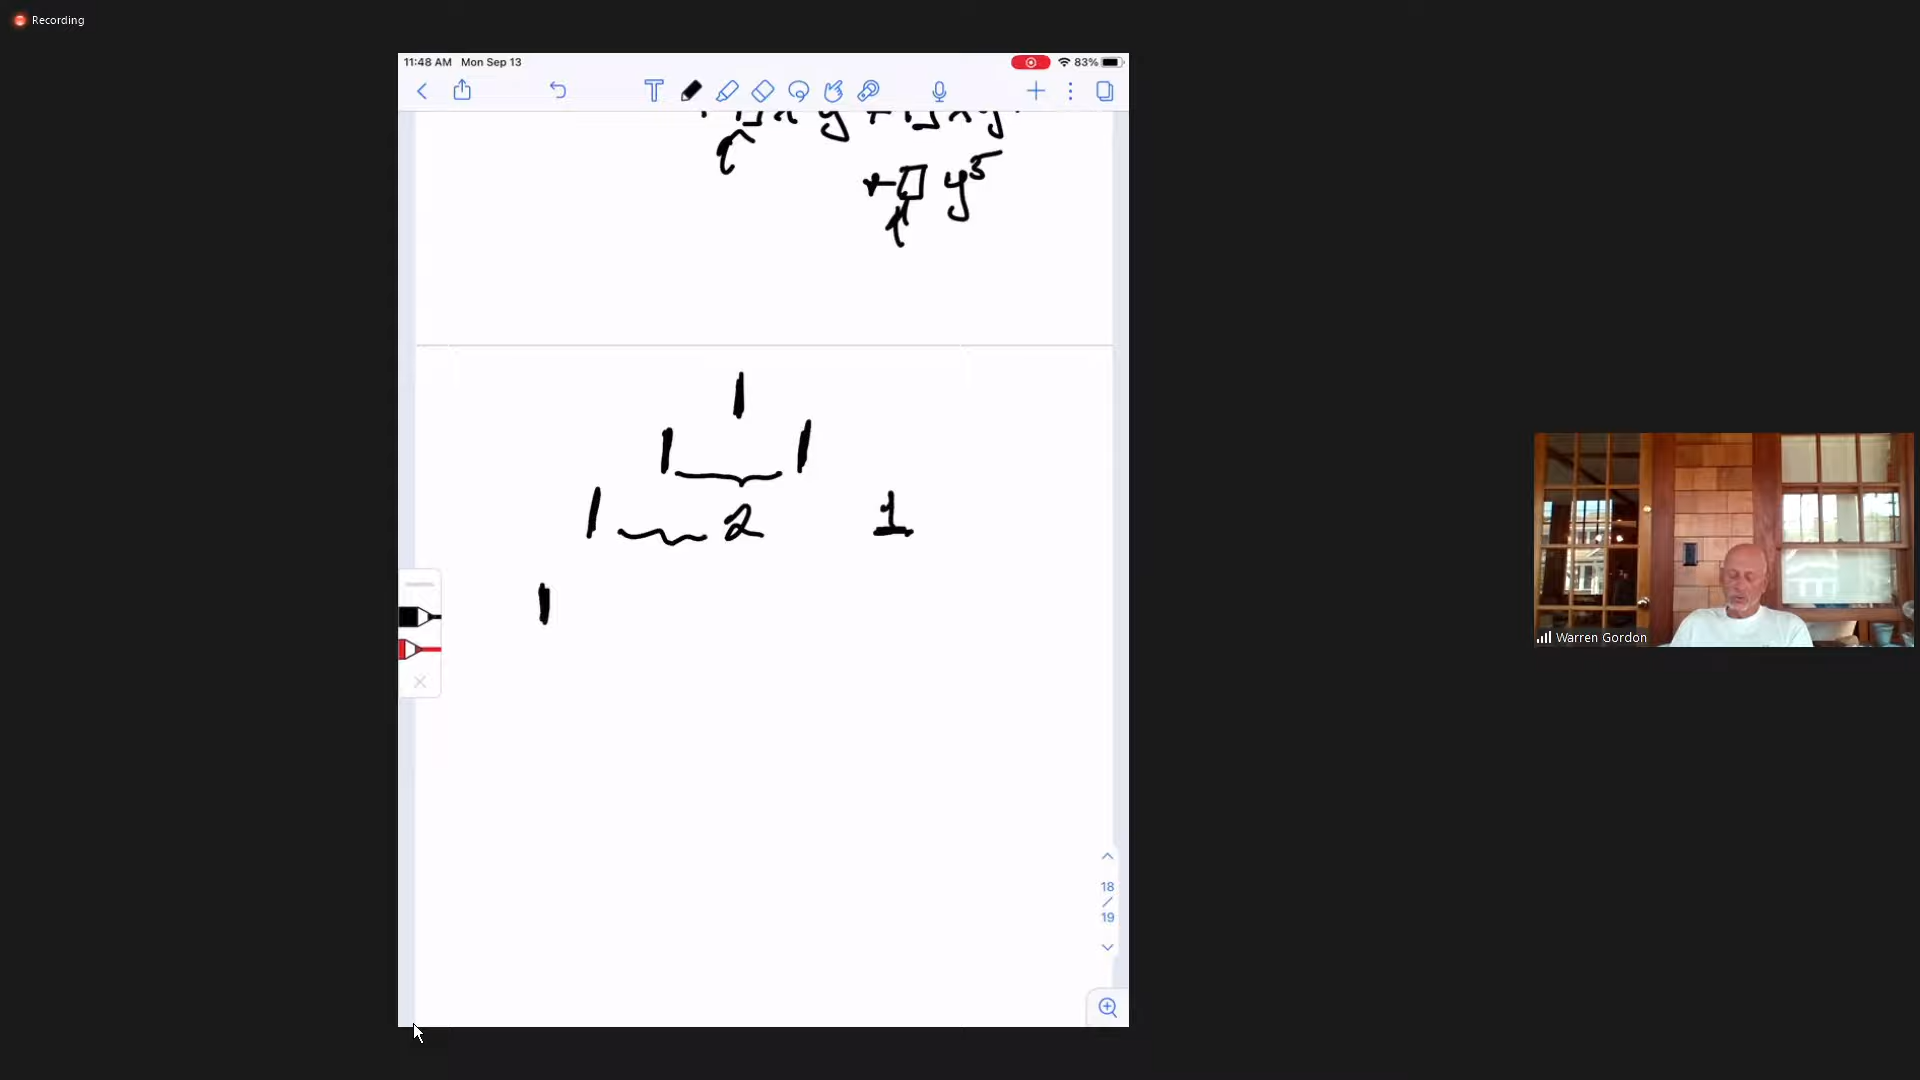 Recording
11:48 AM Mon Sep 13 83%
+ □ y⁵
1
1 1
1 2 1
1
18
/
19
Warren Gordon